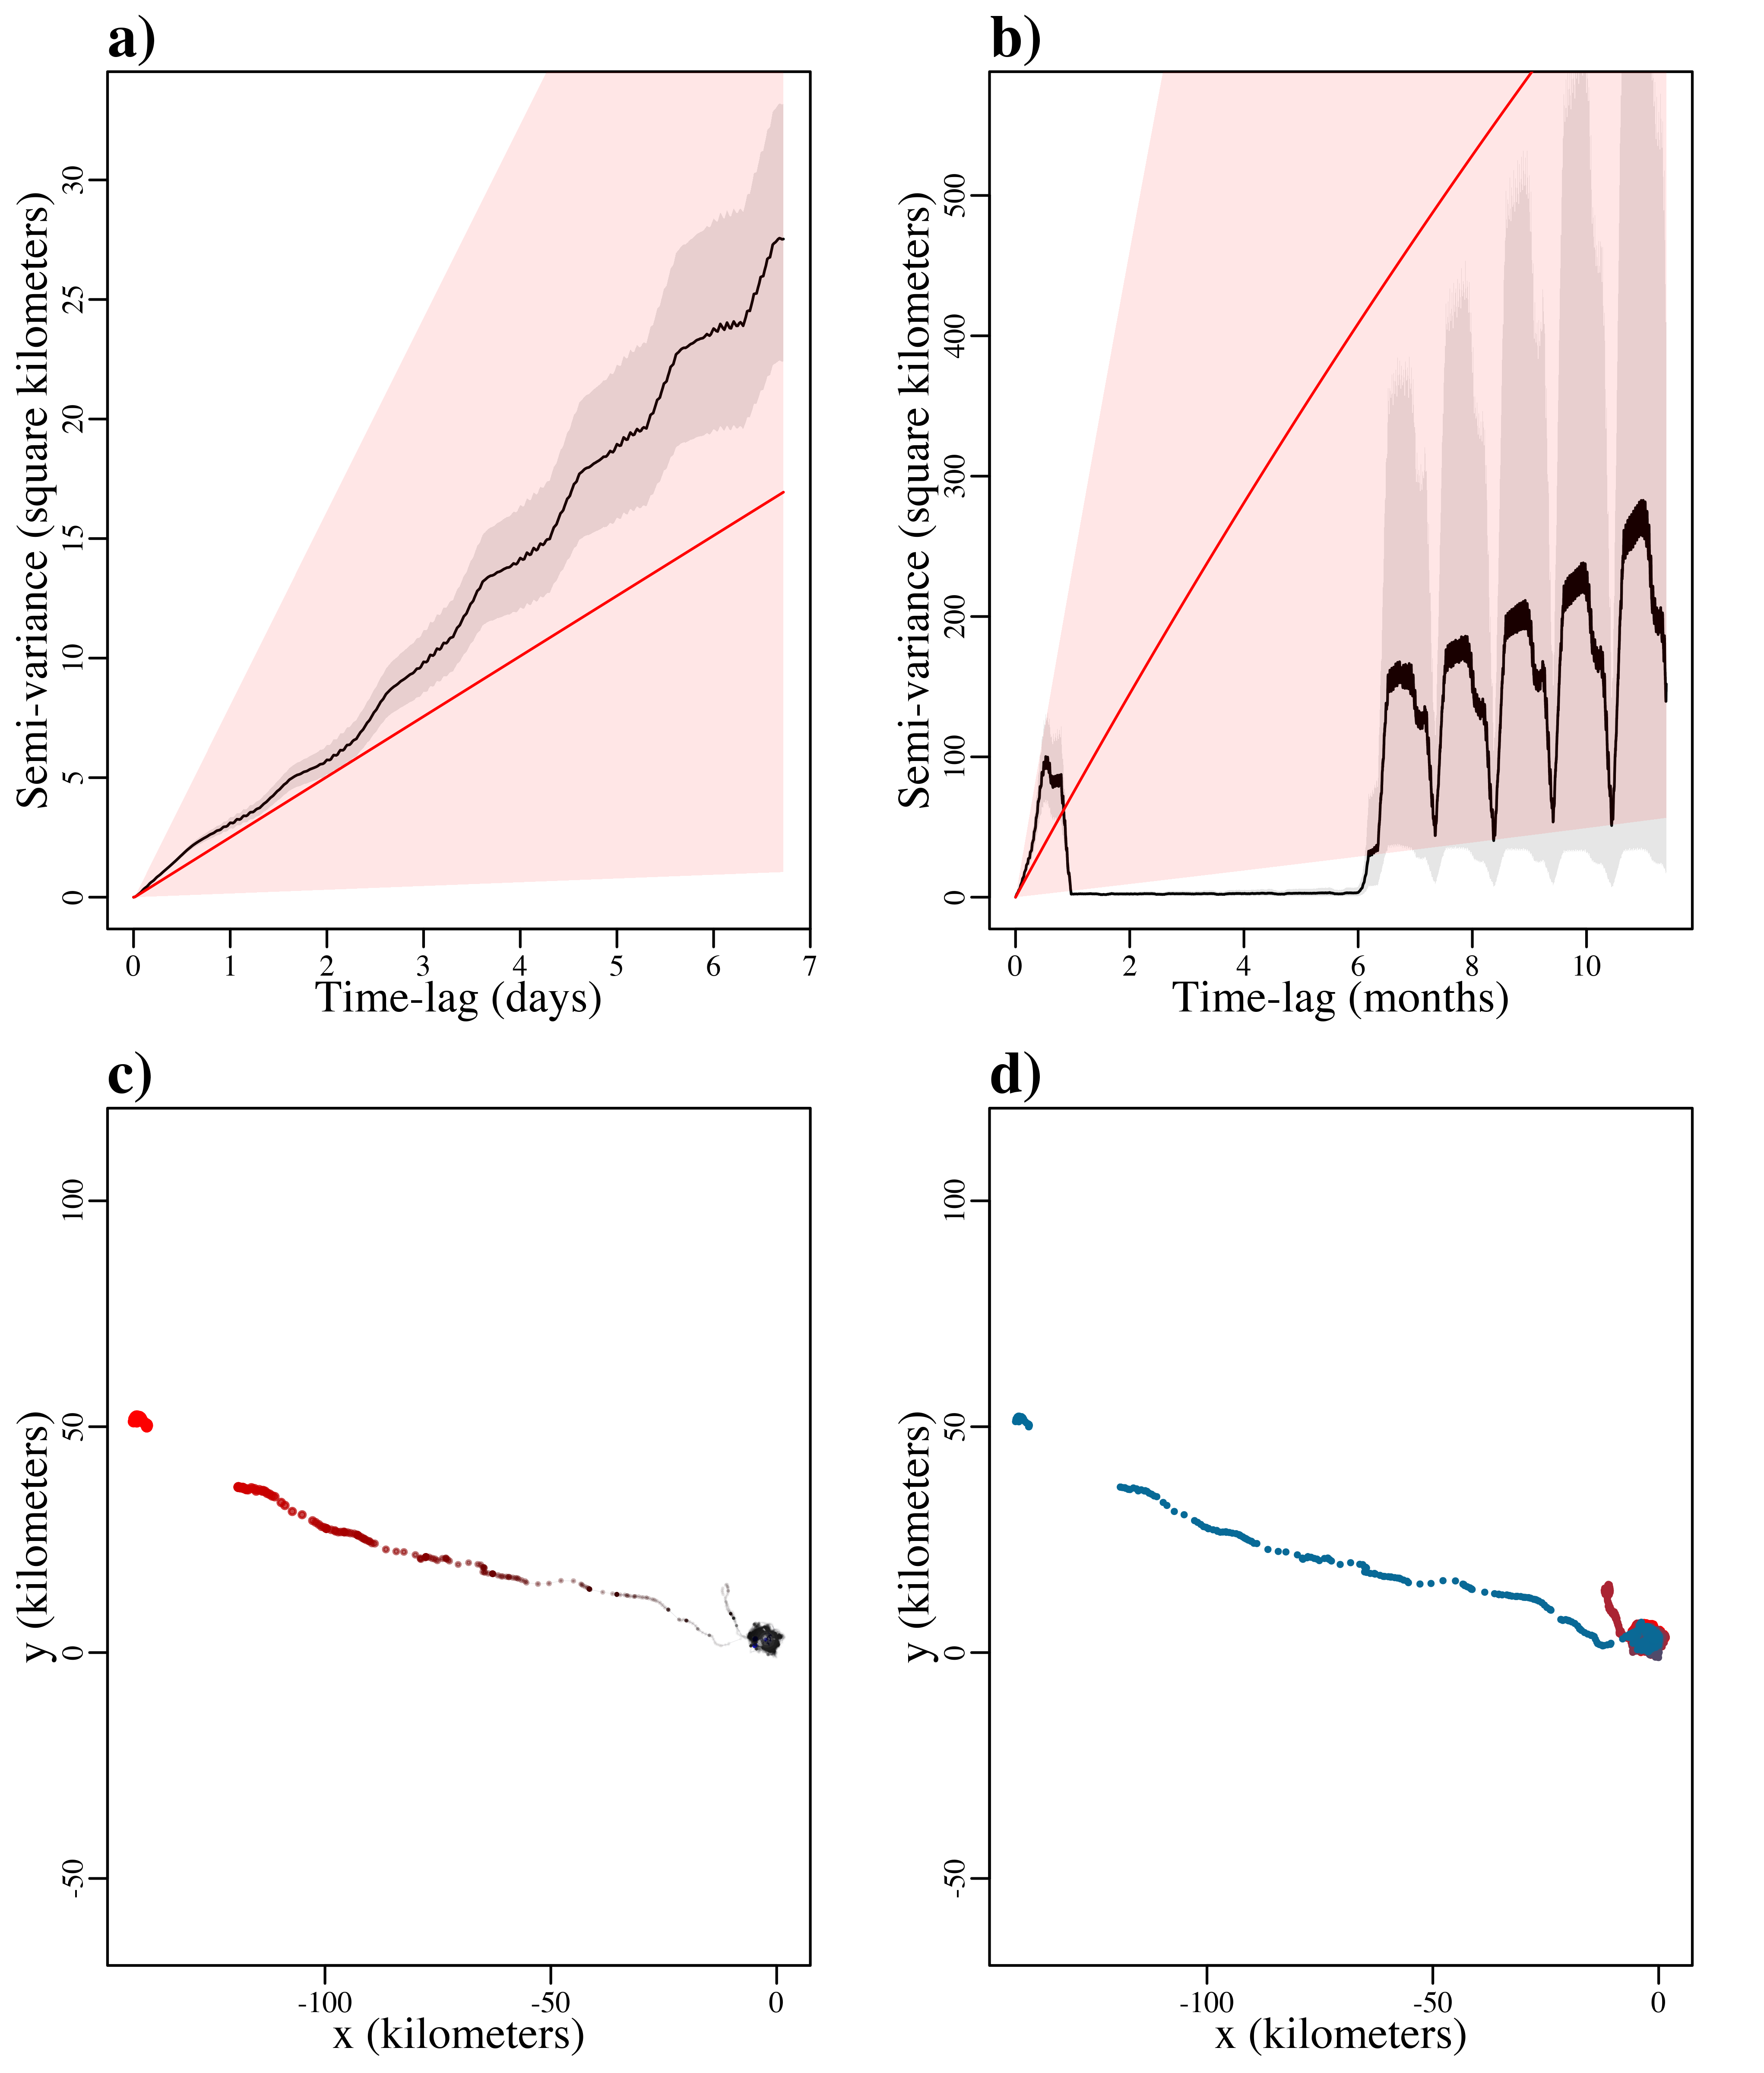 a)
Semi-variance (square kilometers)
0 5 10 15 20 25 30
0 1 2 3 4 5 6 7
Time-lag (days)
b)
Semi-variance (square kilometers)
0 100 200 300 400 500
0 2 4 6 8 10
Time-lag (months)
c)
y (kilometers)
-50 0 50 100
-100 -50 0
x (kilometers)
d)
y (kilometers)
-50 0 50 100
-100 -50 0
x (kilometers)